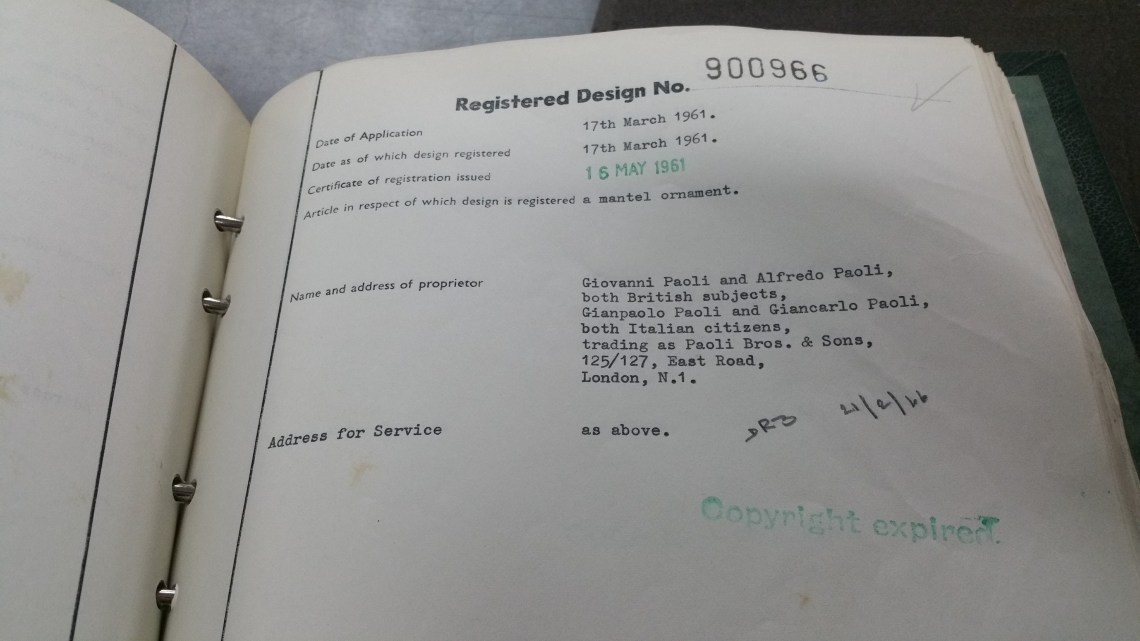 Registered Design No. 900966
Date of Application 17th March 1961.
Date as of which design registered 17th March 1961.
Certificate of registration issued 16 MAY 1961
Article in respect of which design is registered a mantel ornament.
Name and address of proprietor Giovanni Paoli and Alfredo Paoli,
both British subjects,
Gianpaolo Paoli and Giancarlo Paoli,
both Italian citizens,
trading as Paoli Bros. & Sons,
125/127, East Road,
London, N.1.
Address for Service as above.
21/2/66
Copyright expired.